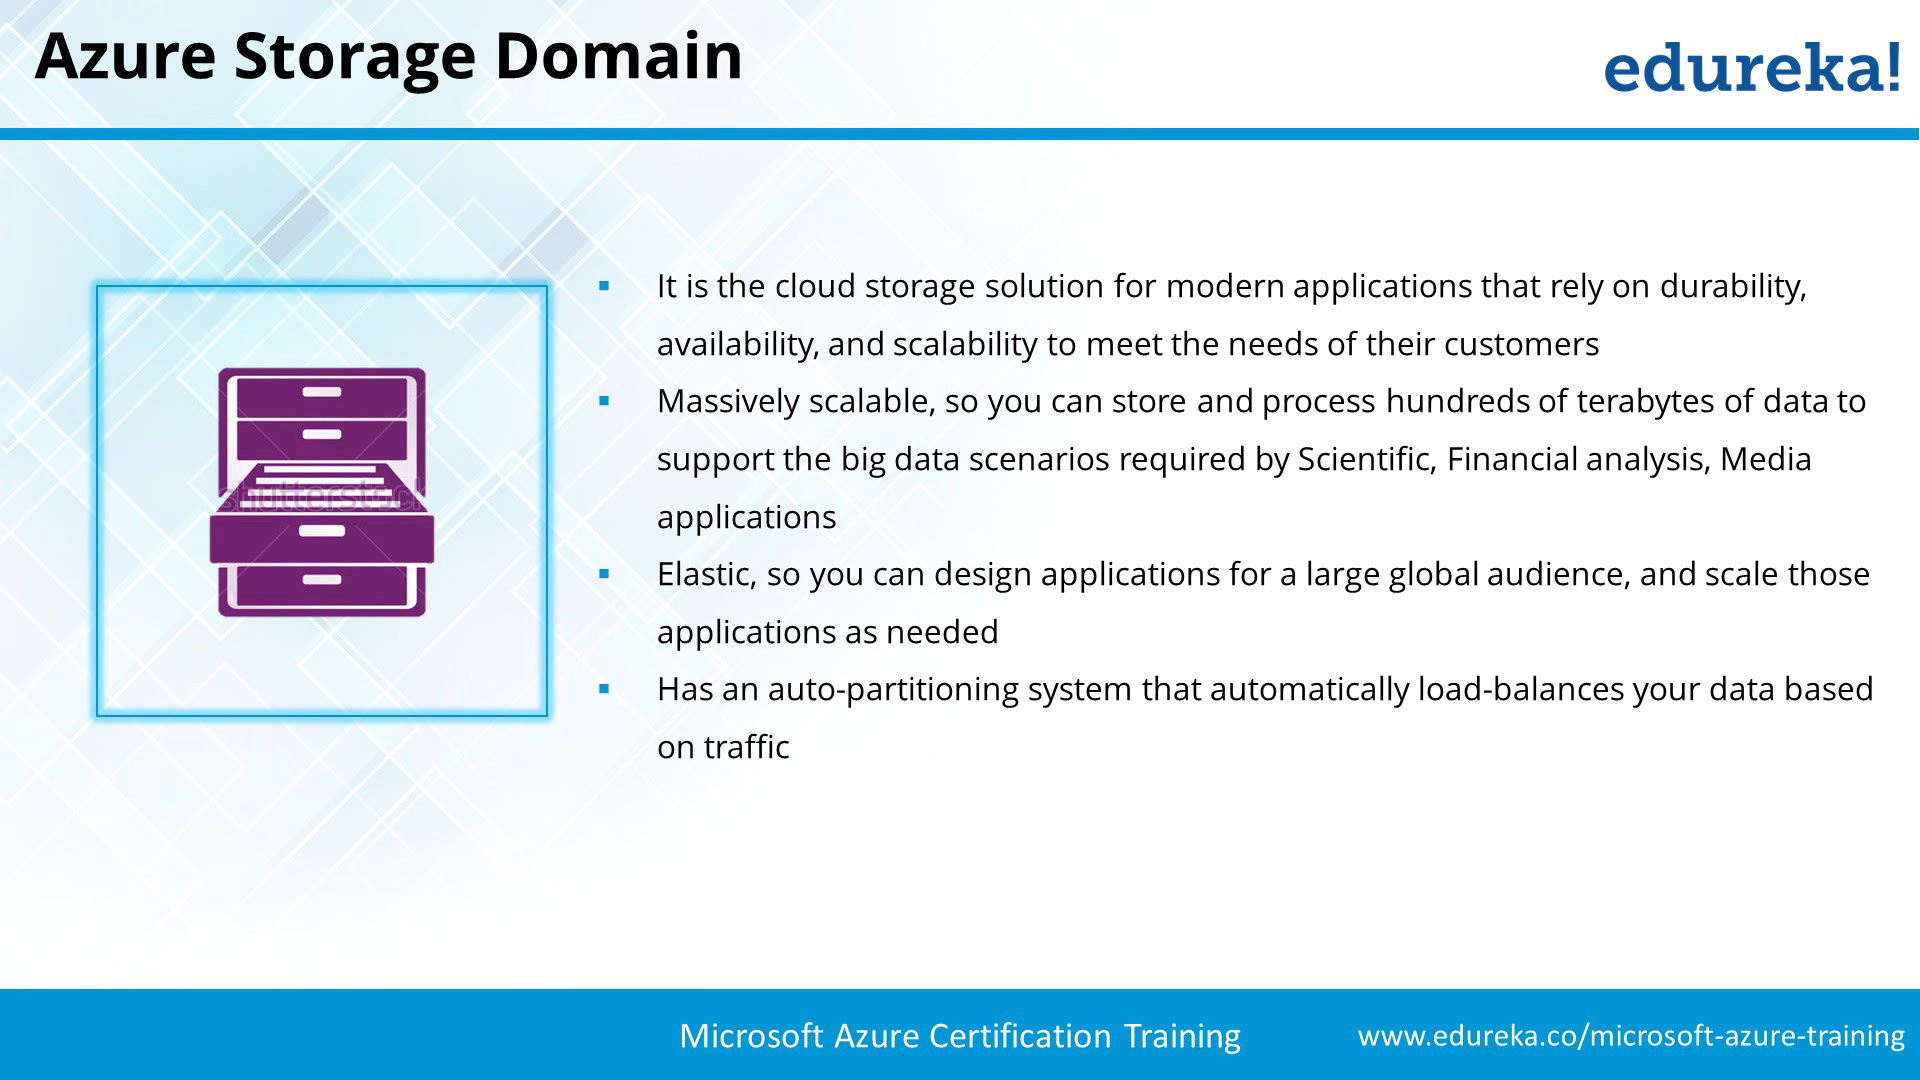 Azure Storage Domain
edureka!
▪ It is the cloud storage solution for modern applications that rely on durability,
availability, and scalability to meet the needs of their customers
▪ Massively scalable, so you can store and process hundreds of terabytes of data to
support the big data scenarios required by Scientific, Financial analysis, Media
applications
▪ Elastic, so you can design applications for a large global audience, and scale those
applications as needed
▪ Has an auto-partitioning system that automatically load-balances your data based
on traffic
shutterstock
Microsoft Azure Certification Training
www.edureka.co/microsoft-azure-training